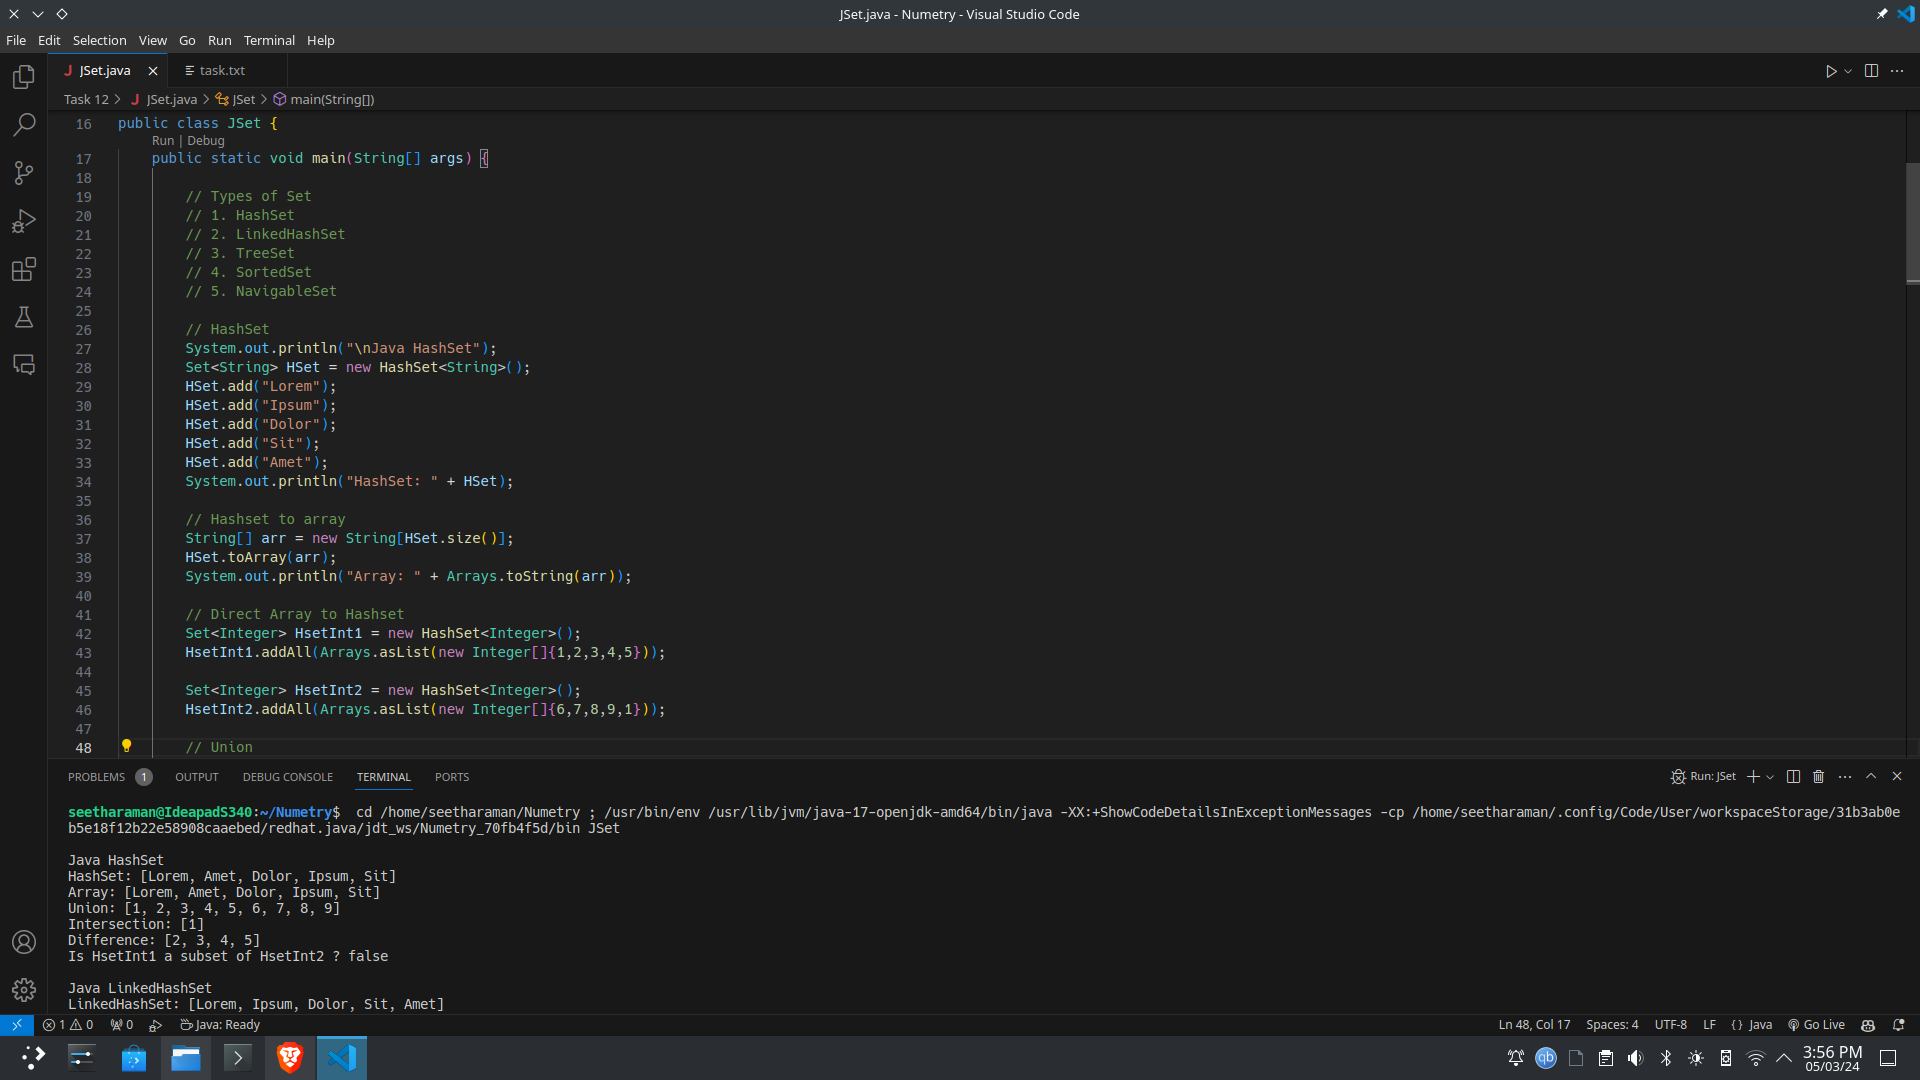 JSet.java - Numetry - Visual Studio Code
File Edit Selection View Go Run Terminal Help
J JSet.java task.txt
Task 12 > J JSet.java > JSet > main(String[])
16 public class JSet {
Run | Debug
17 public static void main(String[] args) {
18
19 // Types of Set
20 // 1. HashSet
21 // 2. LinkedHashSet
22 // 3. TreeSet
23 // 4. SortedSet
24 // 5. NavigableSet
25
26 // HashSet
27 System.out.println("\nJava HashSet");
28 Set<String> HSet = new HashSet<String>();
29 HSet.add("Lorem");
30 HSet.add("Ipsum");
31 HSet.add("Dolor");
32 HSet.add("Sit");
33 HSet.add("Amet");
34 System.out.println("HashSet: " + HSet);
35
36 // Hashset to array
37 String[] arr = new String[HSet.size()];
38 HSet.toArray(arr);
39 System.out.println("Array: " + Arrays.toString(arr));
40
41 // Direct Array to Hashset
42 Set<Integer> HsetInt1 = new HashSet<Integer>();
43 HsetInt1.addAll(Arrays.asList(new Integer[]{1,2,3,4,5}));
44
45 Set<Integer> HsetInt2 = new HashSet<Integer>();
46 HsetInt2.addAll(Arrays.asList(new Integer[]{6,7,8,9,1}));
47
48 // Union
PROBLEMS 1 OUTPUT DEBUG CONSOLE TERMINAL PORTS Run: JSet
seetharaman@IdeapadS340:~/Numetry$ cd /home/seetharaman/Numetry ; /usr/bin/env /usr/lib/jvm/java-17-openjdk-amd64/bin/java -XX:+ShowCodeDetailsInExceptionMessages -cp /home/seetharaman/.config/Code/User/workspaceStorage/31b3ab0e
b5e18f12b22e58908caaebed/redhat.java/jdt_ws/Numetry_70fb4f5d/bin JSet
Java HashSet
HashSet: [Lorem, Amet, Dolor, Ipsum, Sit]
Array: [Lorem, Amet, Dolor, Ipsum, Sit]
Union: [1, 2, 3, 4, 5, 6, 7, 8, 9]
Intersection: [1]
Difference: [2, 3, 4, 5]
Is HsetInt1 a subset of HsetInt2 ? false
Java LinkedHashSet
LinkedHashSet: [Lorem, Ipsum, Dolor, Sit, Amet]
1 0 0 Java: Ready Ln 48, Col 17 Spaces: 4 UTF-8 LF {} Java Go Live
qb 3:56 PM
05/03/24